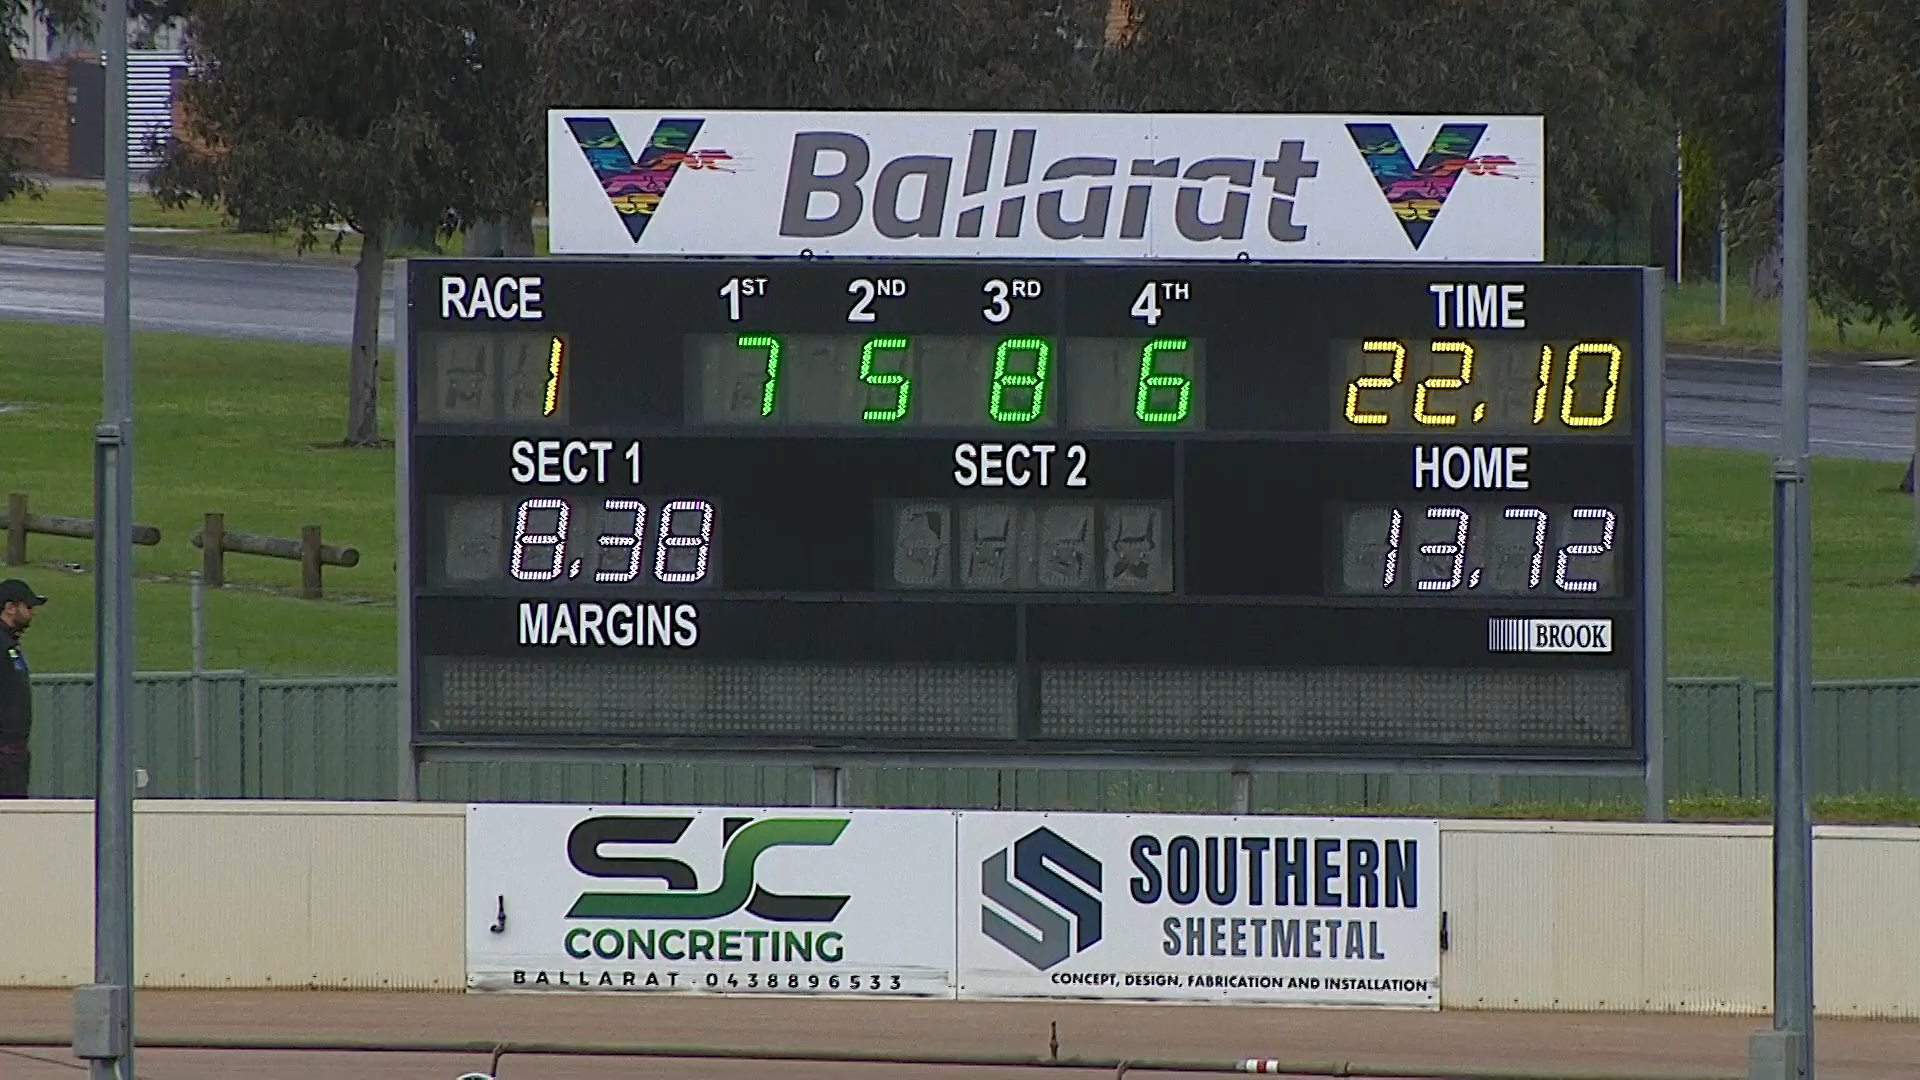 Ballarat
RACE 1ST 2ND 3RD 4TH TIME
1 7 5 8 6 22.10
SECT 1 SECT 2 HOME
8.38 13.72
MARGINS
BROOK
SJC
CONCRETING
BALLARAT · 0438896533
SOUTHERN
SHEETMETAL
CONCEPT, DESIGN, FABRICATION AND INSTALLATION